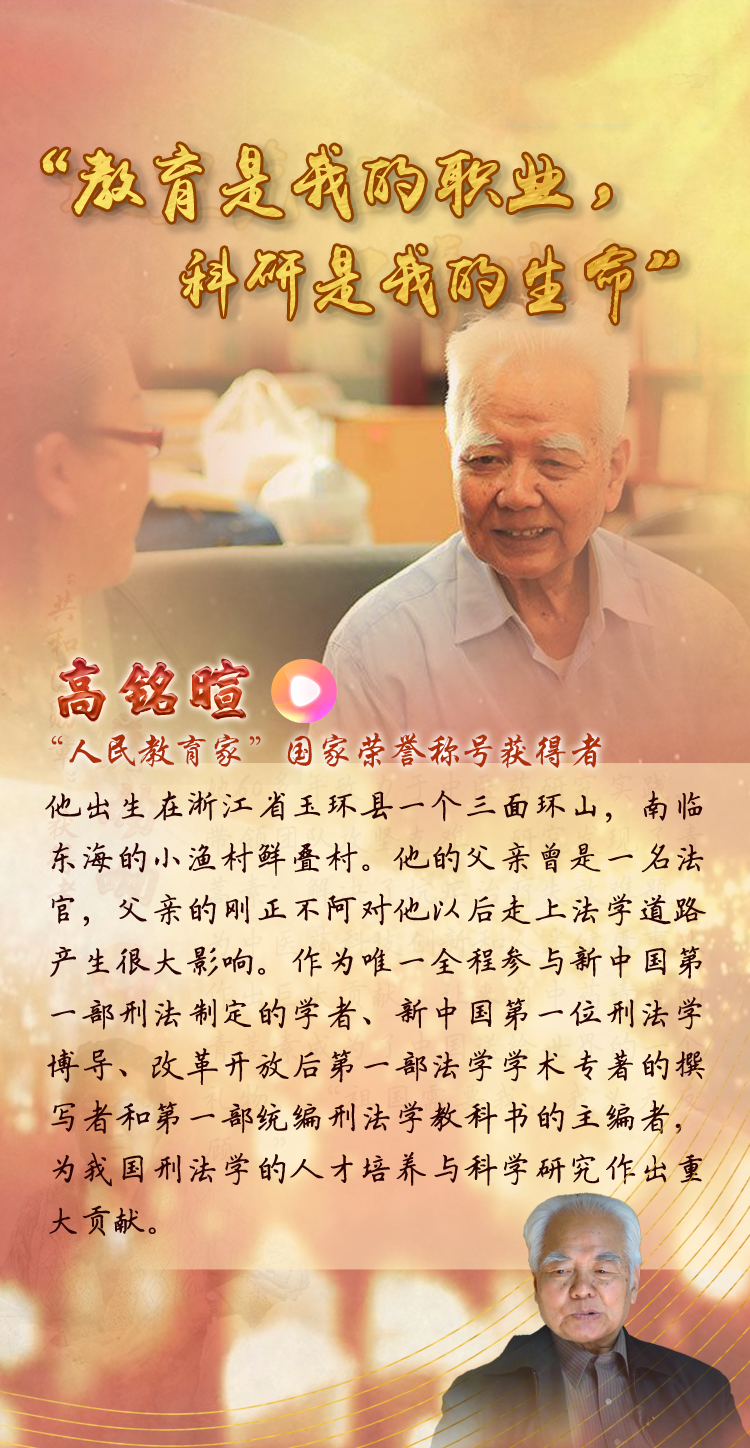 “教育是我的职业，
科研是我的生命”
高铭暄
“人民教育家”国家荣誉称号获得者
他出生在浙江省玉环县一个三面环山，南临
东海的小渔村鲜叠村。他的父亲曾是一名法
官，父亲的刚正不阿对他以后走上法学道路
产生很大影响。作为唯一全程参与新中国第
一部刑法制定的学者、新中国第一位刑法学
博导、改革开放后第一部法学学术专著的撰
写者和第一部统编刑法学教科书的主编者，
为我国刑法学的人才培养与科学研究作出重
大贡献。